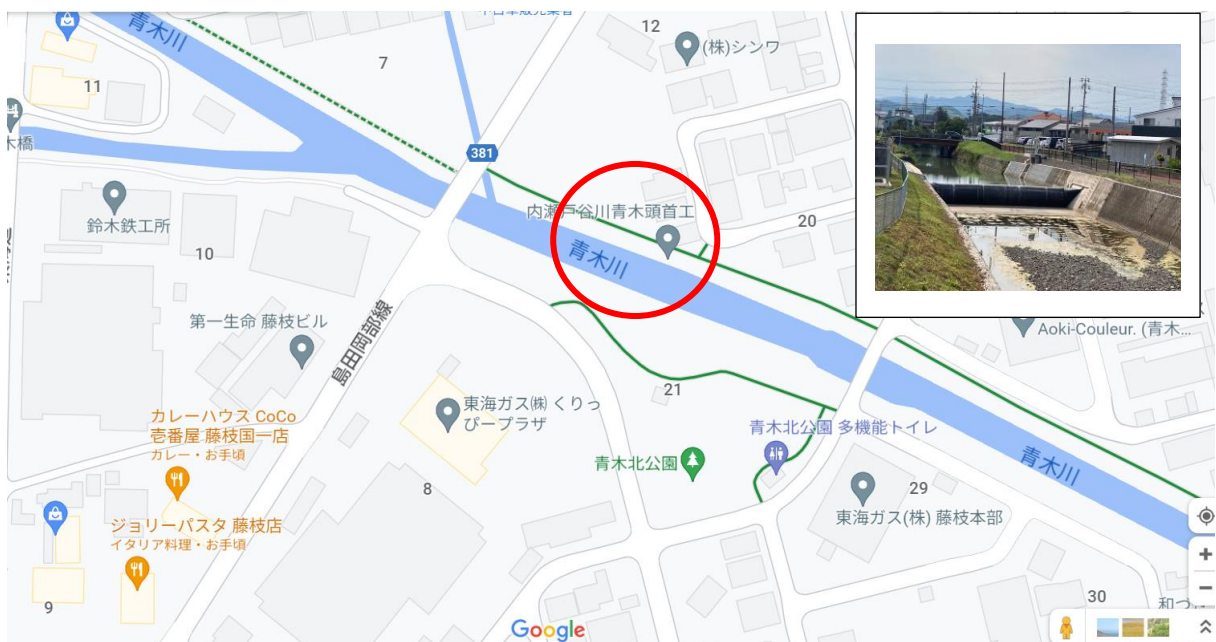 青木川
7
12
(株)シンワ
11
木橋
381
内瀬戸谷川青木頭首工
20
鈴木鉄工所
10
青木川
第一生命 藤枝ビル
島田岡部線
Aoki-Couleur. (青木...
カレーハウス CoCo
壱番屋 藤枝国一店
カレー・お手頃
東海ガス(株) くりっ
ぴープラザ
21
青木北公園 多機能トイレ
青木北公園
青木川
8
29
東海ガス(株) 藤枝本部
ジョリーパスタ 藤枝店
イタリア料理・お手頃
9
30
Google